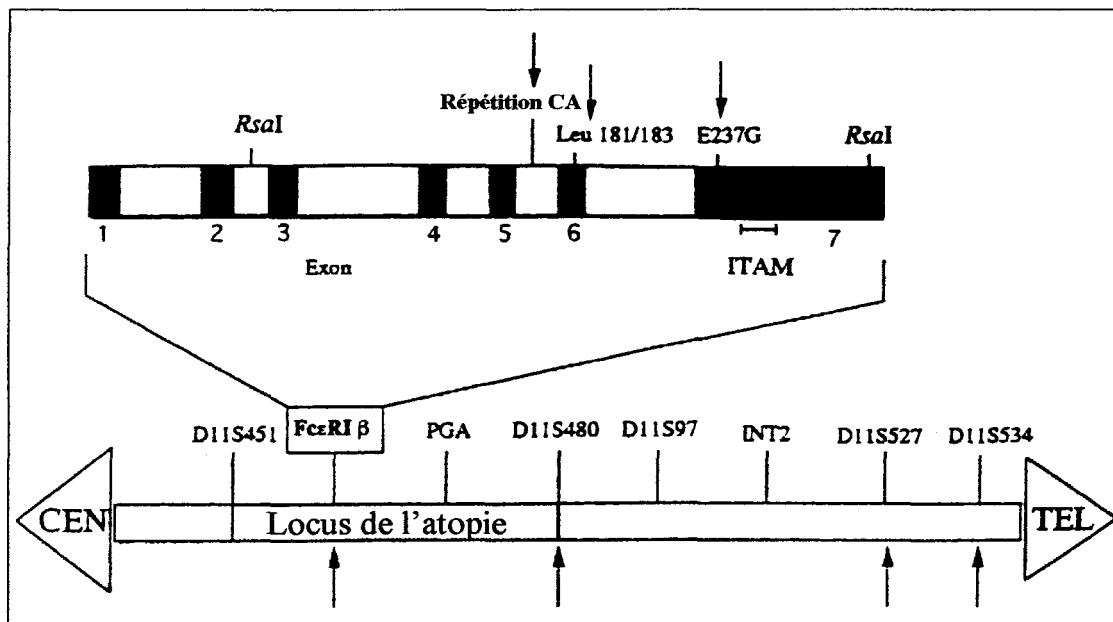 Répétition CA
RsaI
Leu 181/183
E237G
RsaI
1
2
3
4
5
6
7
Exon
ITAM
D11S451
FcεRI β
PGA
D11S480
D11S97
INT2
D11S527
D11S534
CEN
Locus de l'atopie
TEL